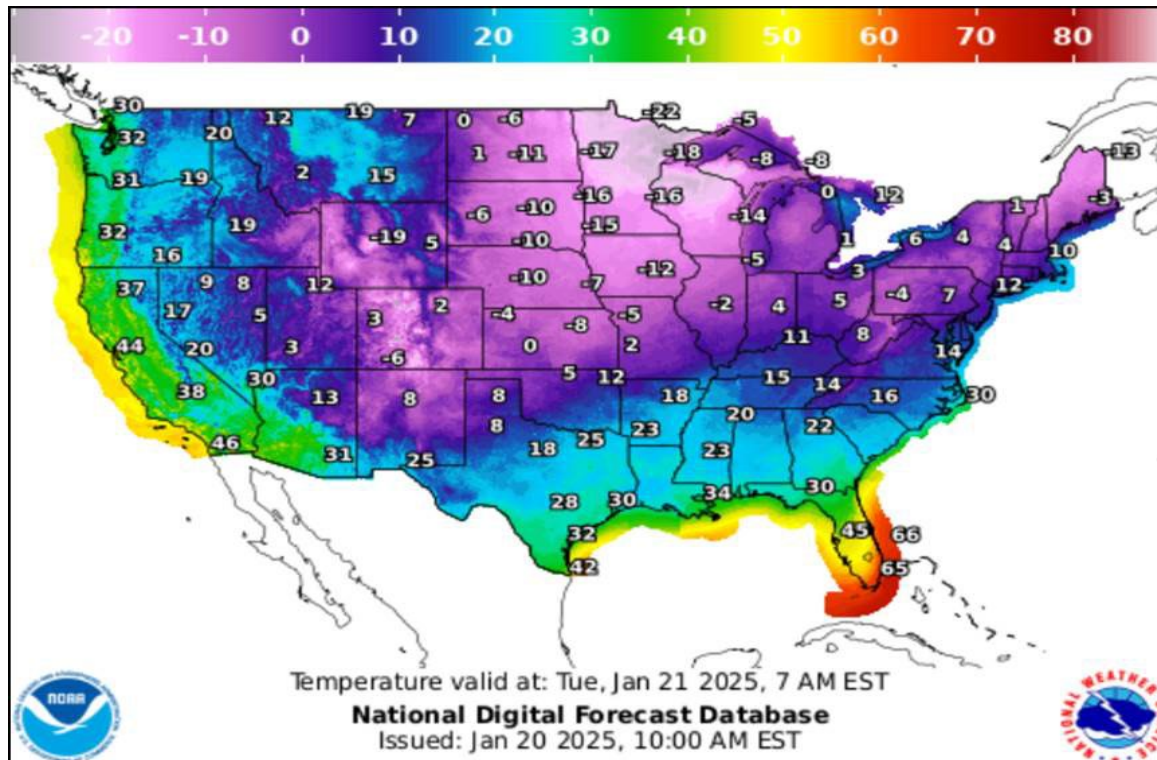 -20 -10 0 10 20 30 40 50 60 70 80
30 12 19 7 0 -6 -22 -5
32 20 1 -11 -17 -18 -8 -8 -13
31 19 2 15 -16 -16 0 12 1 -3
32 19 -19 5 -6 -10 -15 -14 1 6 4 4 10
16 -10 -12 -5 3
37 9 8 12 -10 -7 12
17 5 3 2 -4 -8 -5 -2 4 5 -4 7
44 20 3 -6 0 2 11 8 14
38 30 13 8 8 5 12 18 15 14 16 30
46 31 25 8 18 25 23 20 23 22
28 30 34 30
32 45 66
42 65
Temperature valid at: Tue, Jan 21 2025, 7 AM EST
National Digital Forecast Database
Issued: Jan 20 2025, 10:00 AM EST
NOAA